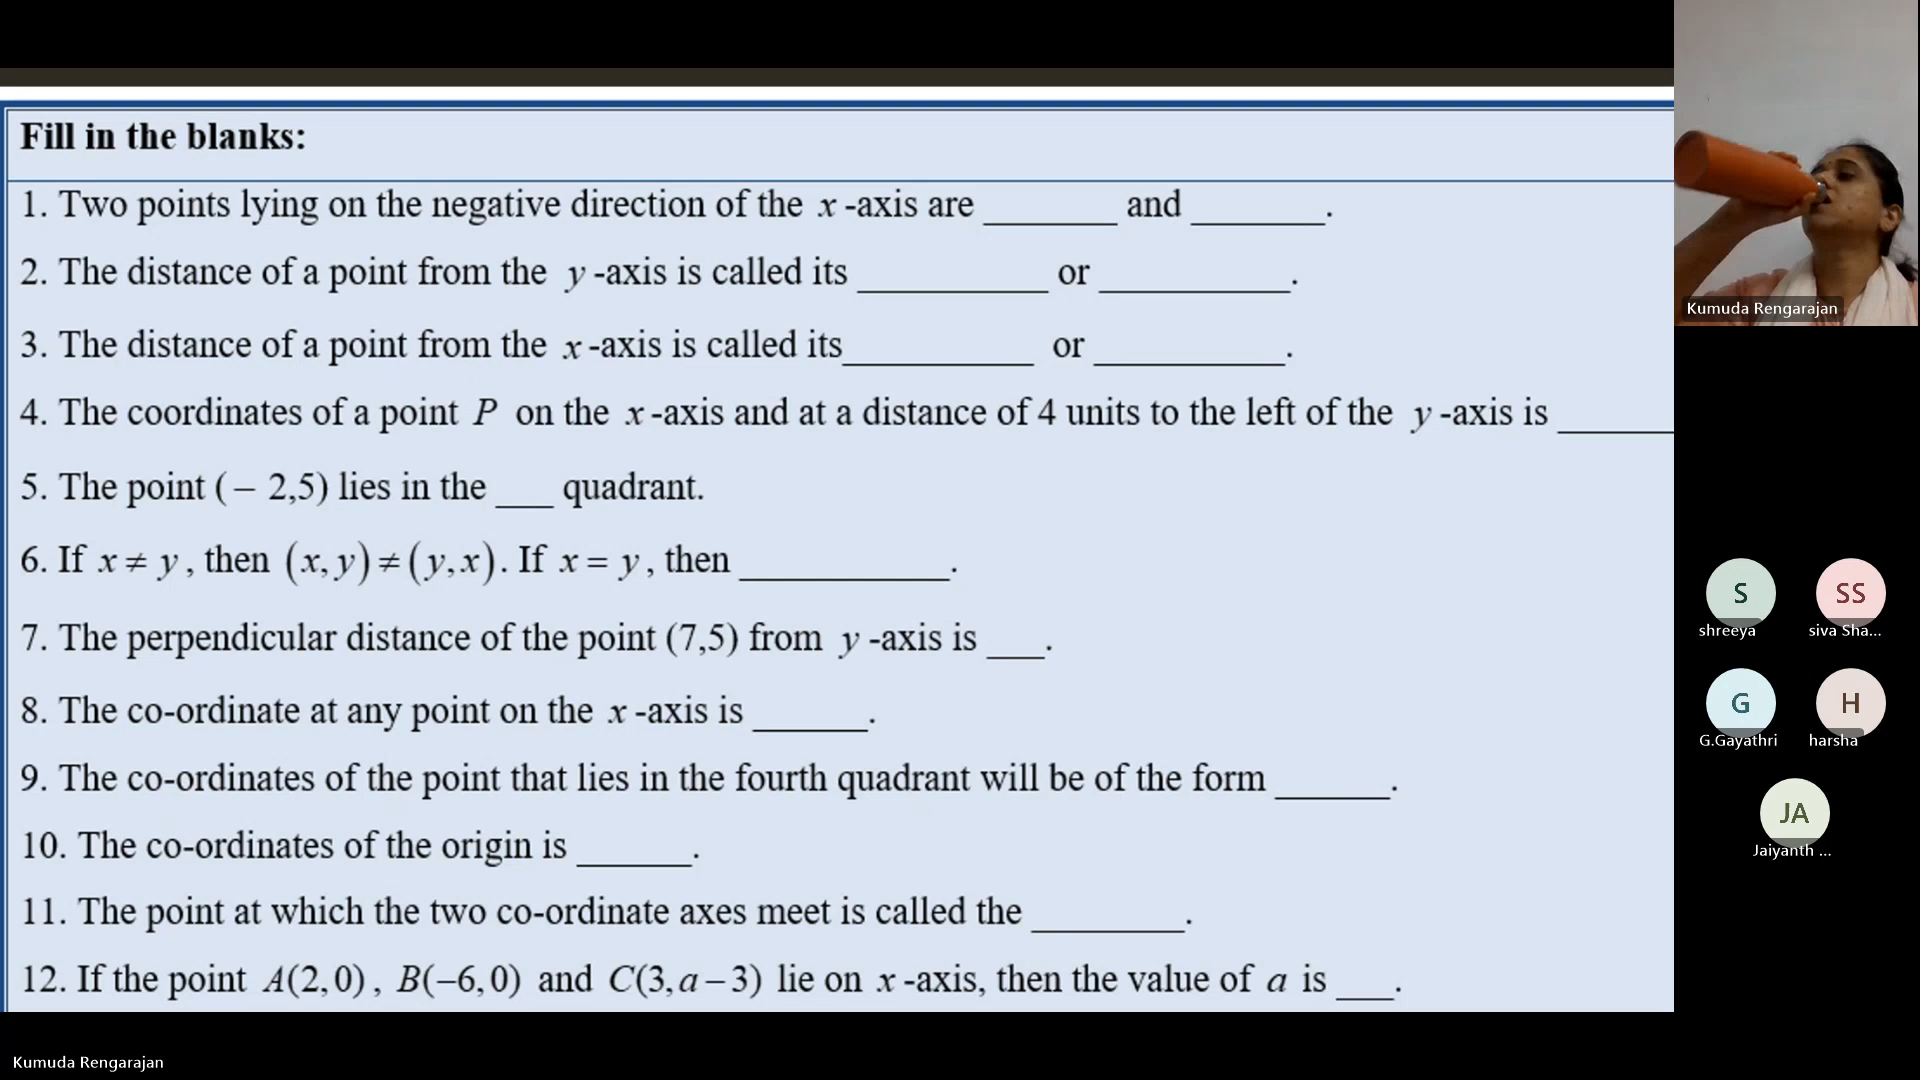 Fill in the blanks:
1. Two points lying on the negative direction of the x-axis are _______ and _______.
2. The distance of a point from the y-axis is called its __________ or __________.
3. The distance of a point from the x-axis is called its__________ or __________.
4. The coordinates of a point P on the x-axis and at a distance of 4 units to the left of the y-axis is ______
5. The point (– 2,5) lies in the ___ quadrant.
6. If x ≠ y, then (x, y) ≠ (y, x). If x = y, then ___________.
7. The perpendicular distance of the point (7,5) from y-axis is ___.
8. The co-ordinate at any point on the x-axis is ______.
9. The co-ordinates of the point that lies in the fourth quadrant will be of the form ______.
10. The co-ordinates of the origin is ______.
11. The point at which the two co-ordinate axes meet is called the ________.
12. If the point A(2,0), B(–6,0) and C(3,a–3) lie on x-axis, then the value of a is ___.
Kumuda Rengarajan
S
shreeya
SS
siva Sha...
G
G.Gayathri
H
harsha
JA
Jaiyanth ...
Kumuda Rengarajan